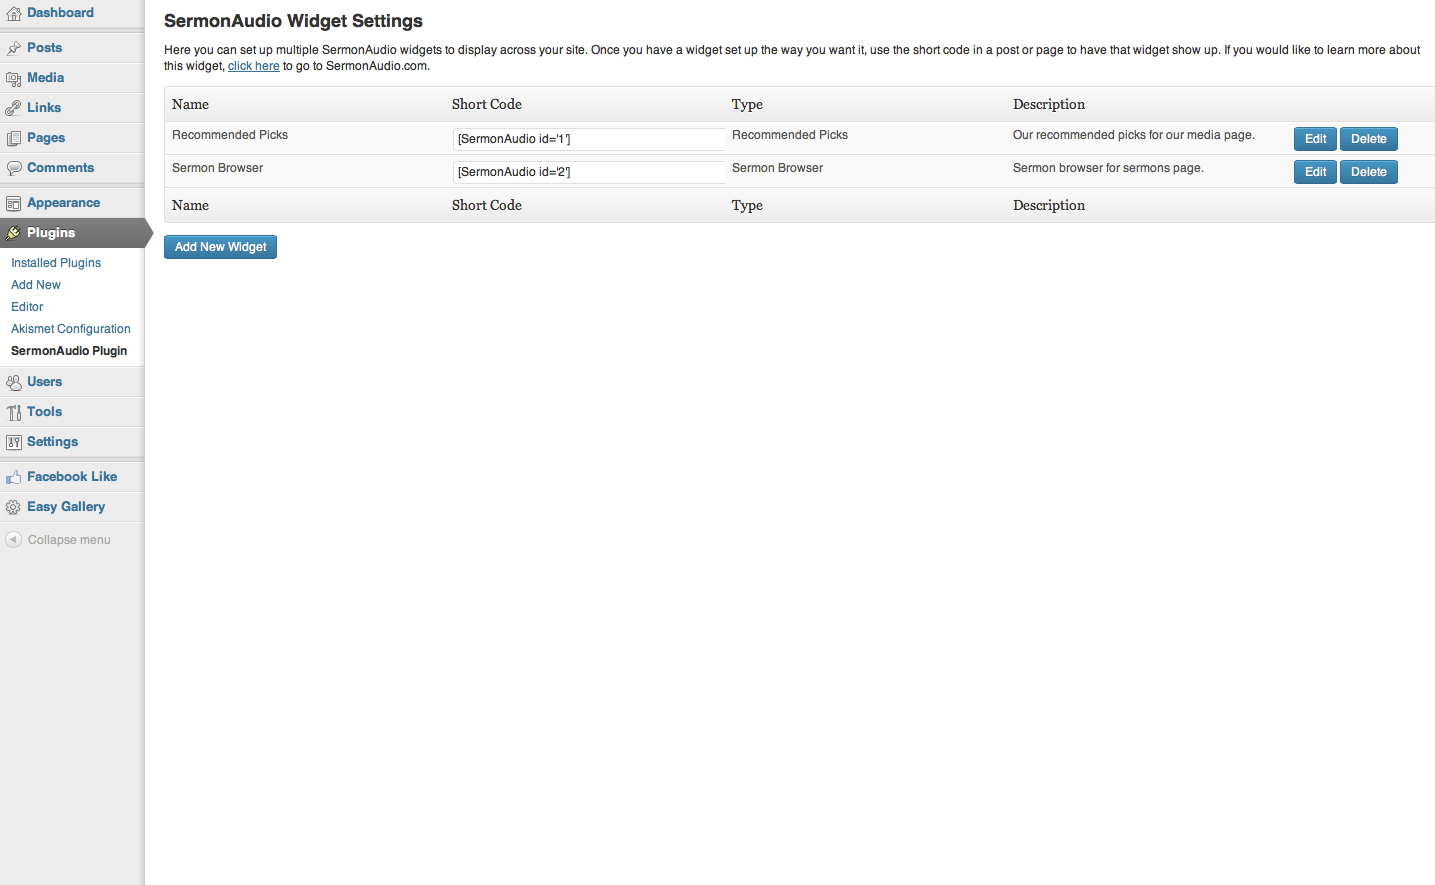 Dashboard
Posts
Media
Links
Pages
Comments
Appearance
Plugins
Installed Plugins
Add New
Editor
Akismet Configuration
SermonAudio Plugin
Users
Tools
Settings
Facebook Like
Easy Gallery
Collapse menu
SermonAudio Widget Settings
Here you can set up multiple SermonAudio widgets to display across your site. Once you have a widget set up the way you want it, use the short code in a post or page to have that widget show up. If you would like to learn more about
this widget, click here to go to SermonAudio.com.
Name Short Code Type Description
Recommended Picks [SermonAudio id='1'] Recommended Picks Our recommended picks for our media page. Edit Delete
Sermon Browser [SermonAudio id='2'] Sermon Browser Sermon browser for sermons page. Edit Delete
Name Short Code Type Description
Add New Widget